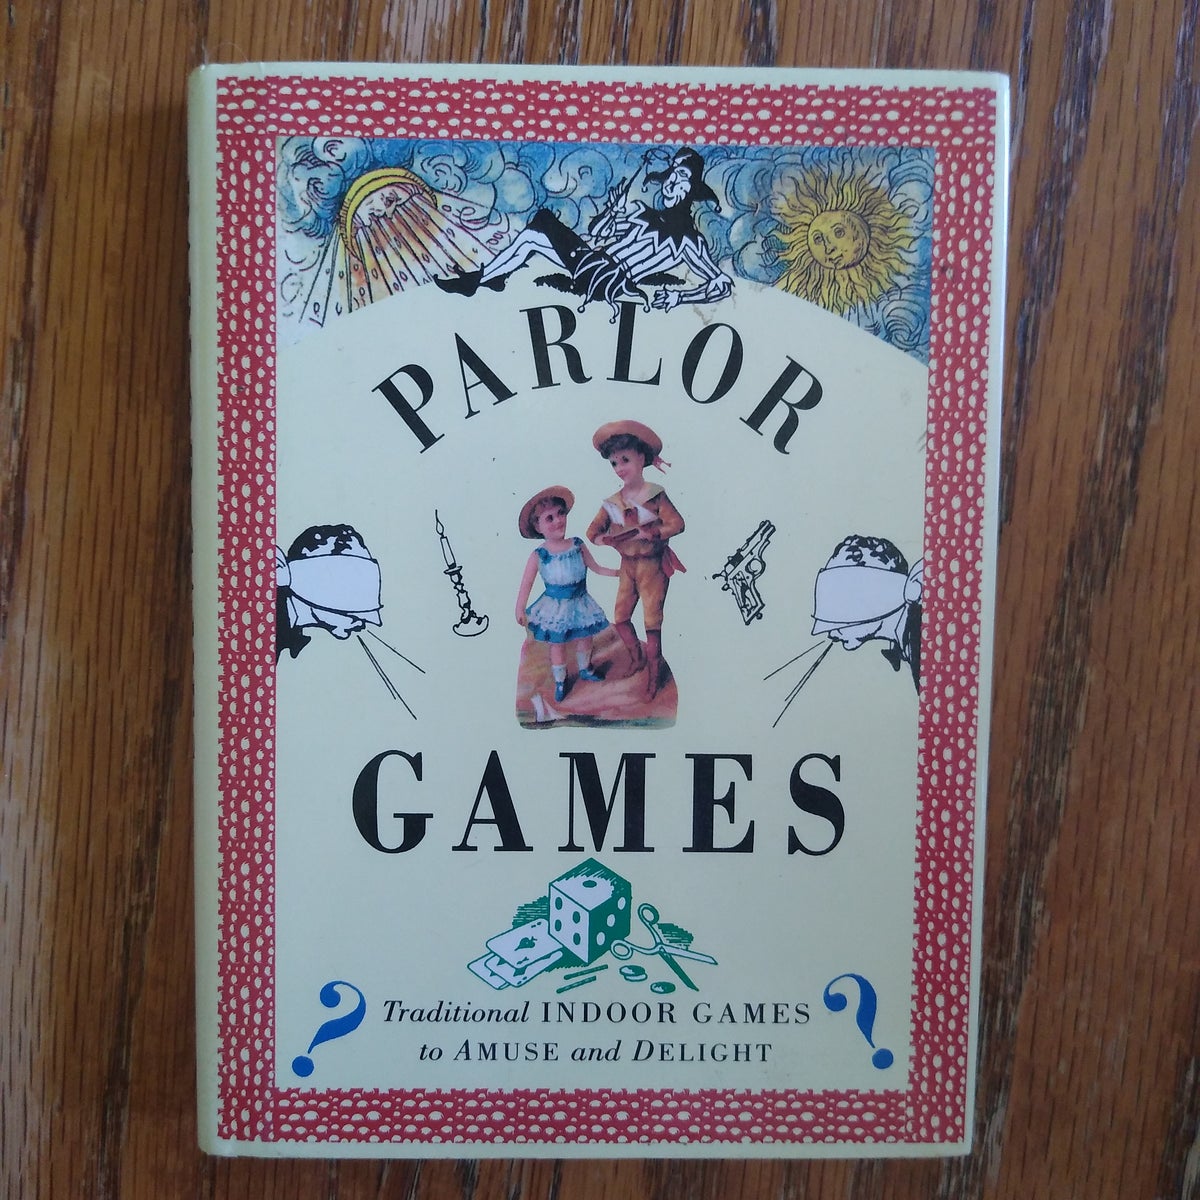 PARLOR
GAMES
Traditional INDOOR GAMES
to AMUSE and DELIGHT